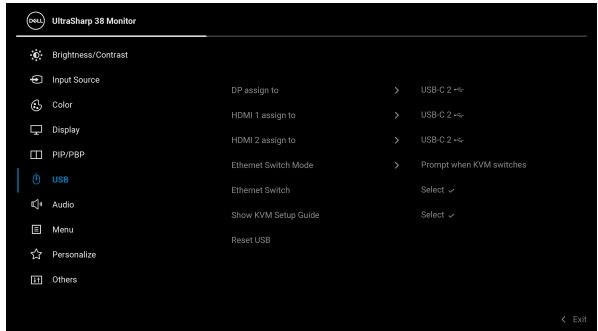 DELL UltraSharp 38 Monitor
Brightness/Contrast
Input Source
Color
Display
PIP/PBP
USB
Audio
Menu
Personalize
Others
DP assign to > USB-C 2
HDMI 1 assign to > USB-C 2
HDMI 2 assign to > USB-C 2
Ethernet Switch Mode > Prompt when KVM switches
Ethernet Switch Select ✓
Show KVM Setup Guide Select ✓
Reset USB
< Exit